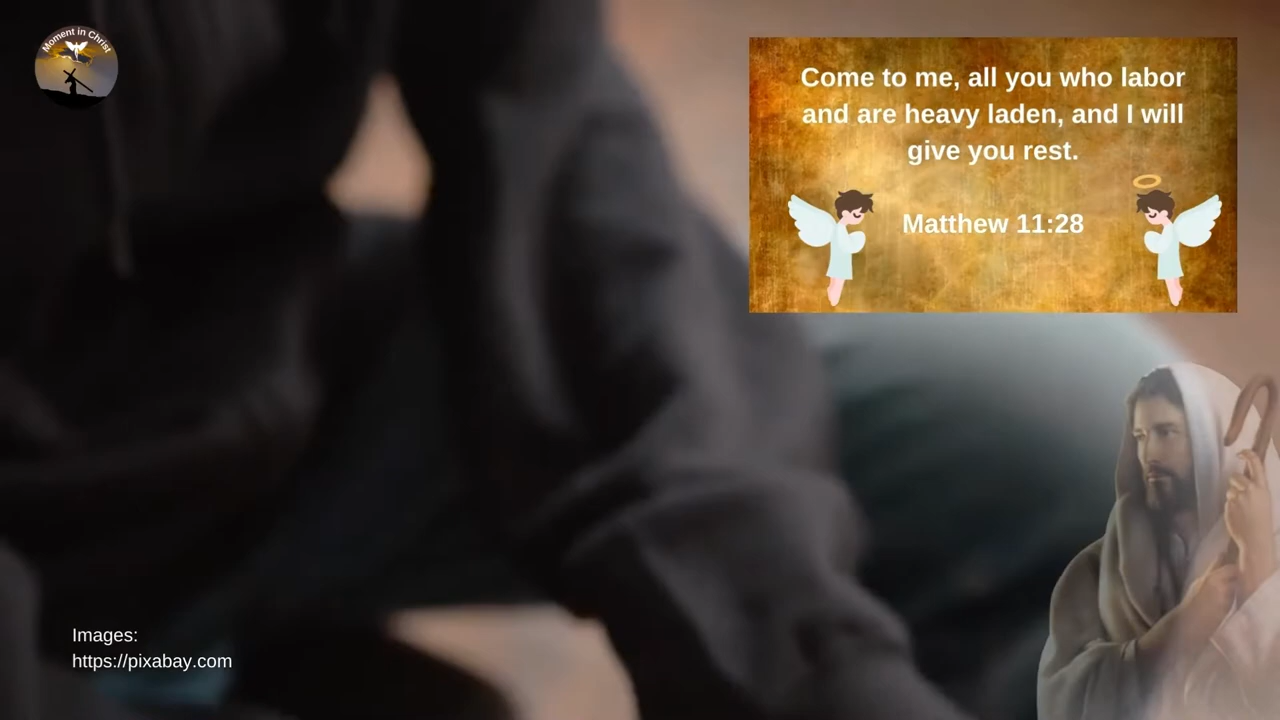 Moment in Christ
Come to me, all you who labor
and are heavy laden, and I will
give you rest.
Matthew 11:28
Images:
https://pixabay.com